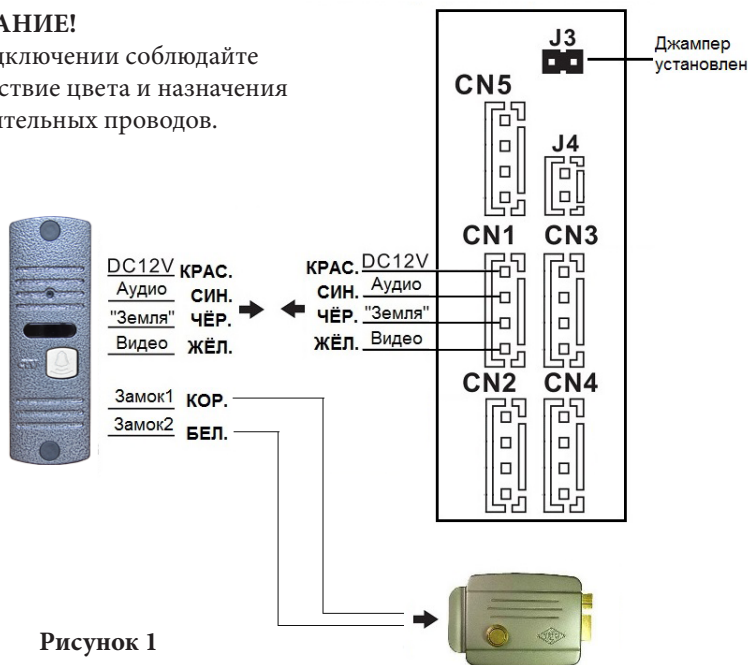 АНИЕ!
дключении соблюдайте
ствие цвета и назначения
ительных проводов.
J3
Джампер
установлен
CN5
J4
CN1 CN3
DC12V КРАС.
Аудио СИН.
"Земля" ЧЁР.
Видео ЖЁЛ.
КРАС. DC12V
СИН. Аудио
ЧЁР. "Земля"
ЖЁЛ. Видео
CN2 CN4
Замок1 КОР.
Замок2 БЕЛ.
Рисунок 1